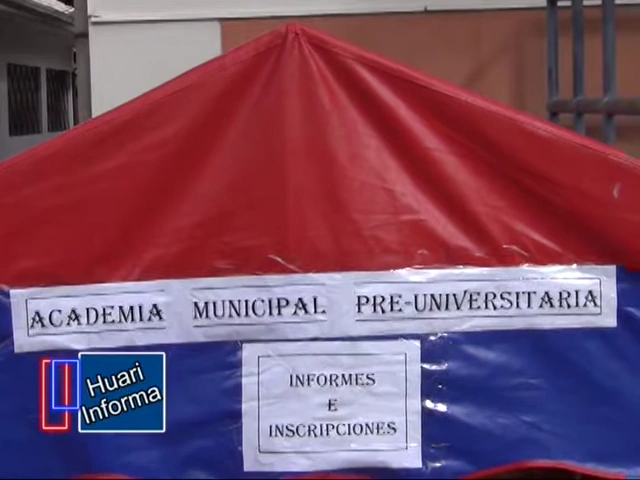 ACADEMIA MUNICIPAL PRE-UNIVERSITARIA
INFORMES
E
INSCRIPCIONES
Huari
Informa